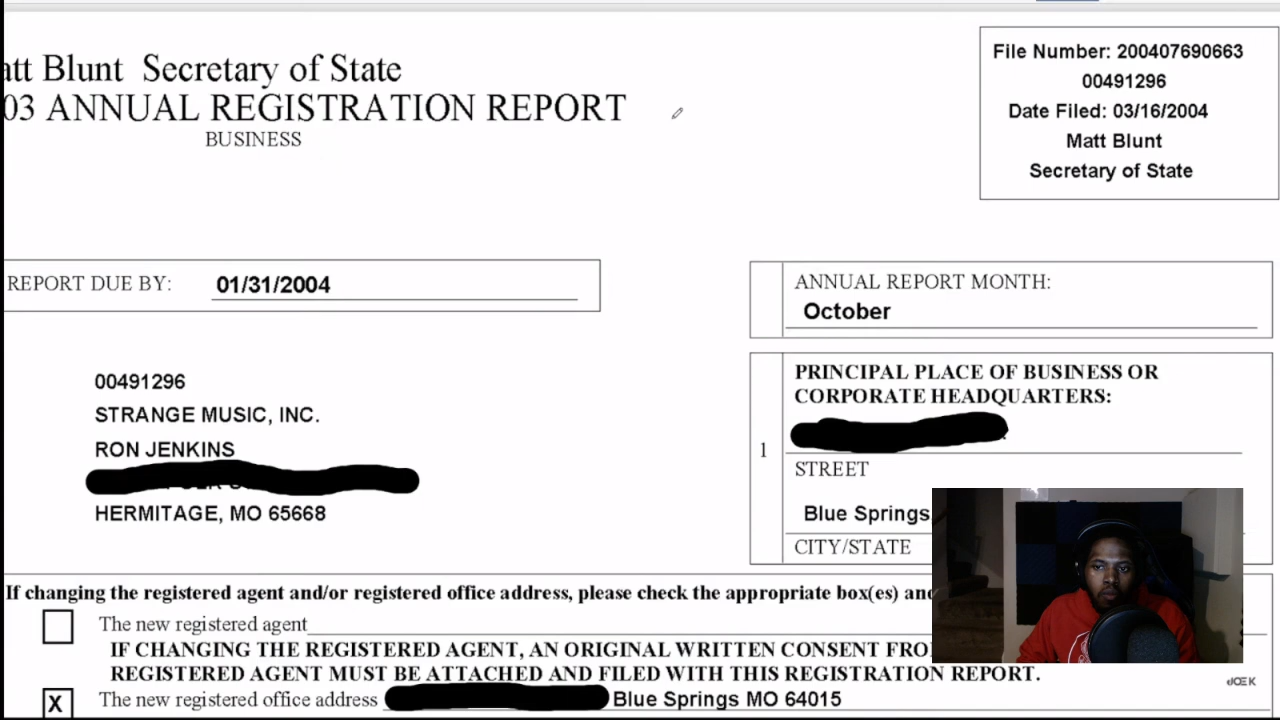 att Blunt Secretary of State
03 ANNUAL REGISTRATION REPORT
BUSINESS
File Number: 200407690663
00491296
Date Filed: 03/16/2004
Matt Blunt
Secretary of State
REPORT DUE BY: 01/31/2004
ANNUAL REPORT MONTH:
October
00491296
STRANGE MUSIC, INC.
RON JENKINS
HERMITAGE, MO 65668
1
PRINCIPAL PLACE OF BUSINESS OR
CORPORATE HEADQUARTERS:
STREET
Blue Springs
CITY/STATE
If changing the registered agent and/or registered office address, please check the appropriate box(es) and
The new registered agent
IF CHANGING THE REGISTERED AGENT, AN ORIGINAL WRITTEN CONSENT FRO
REGISTERED AGENT MUST BE ATTACHED AND FILED WITH THIS REGISTRATION REPORT.
X The new registered office address Blue Springs MO 64015